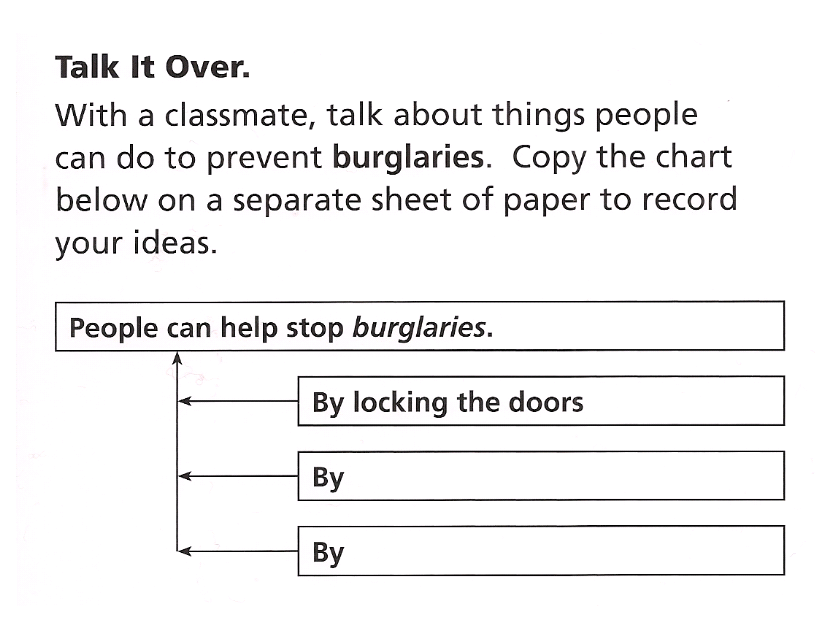 Talk It Over.
With a classmate, talk about things people
can do to prevent burglaries. Copy the chart
below on a separate sheet of paper to record
your ideas.
People can help stop burglaries.
By locking the doors
By
By